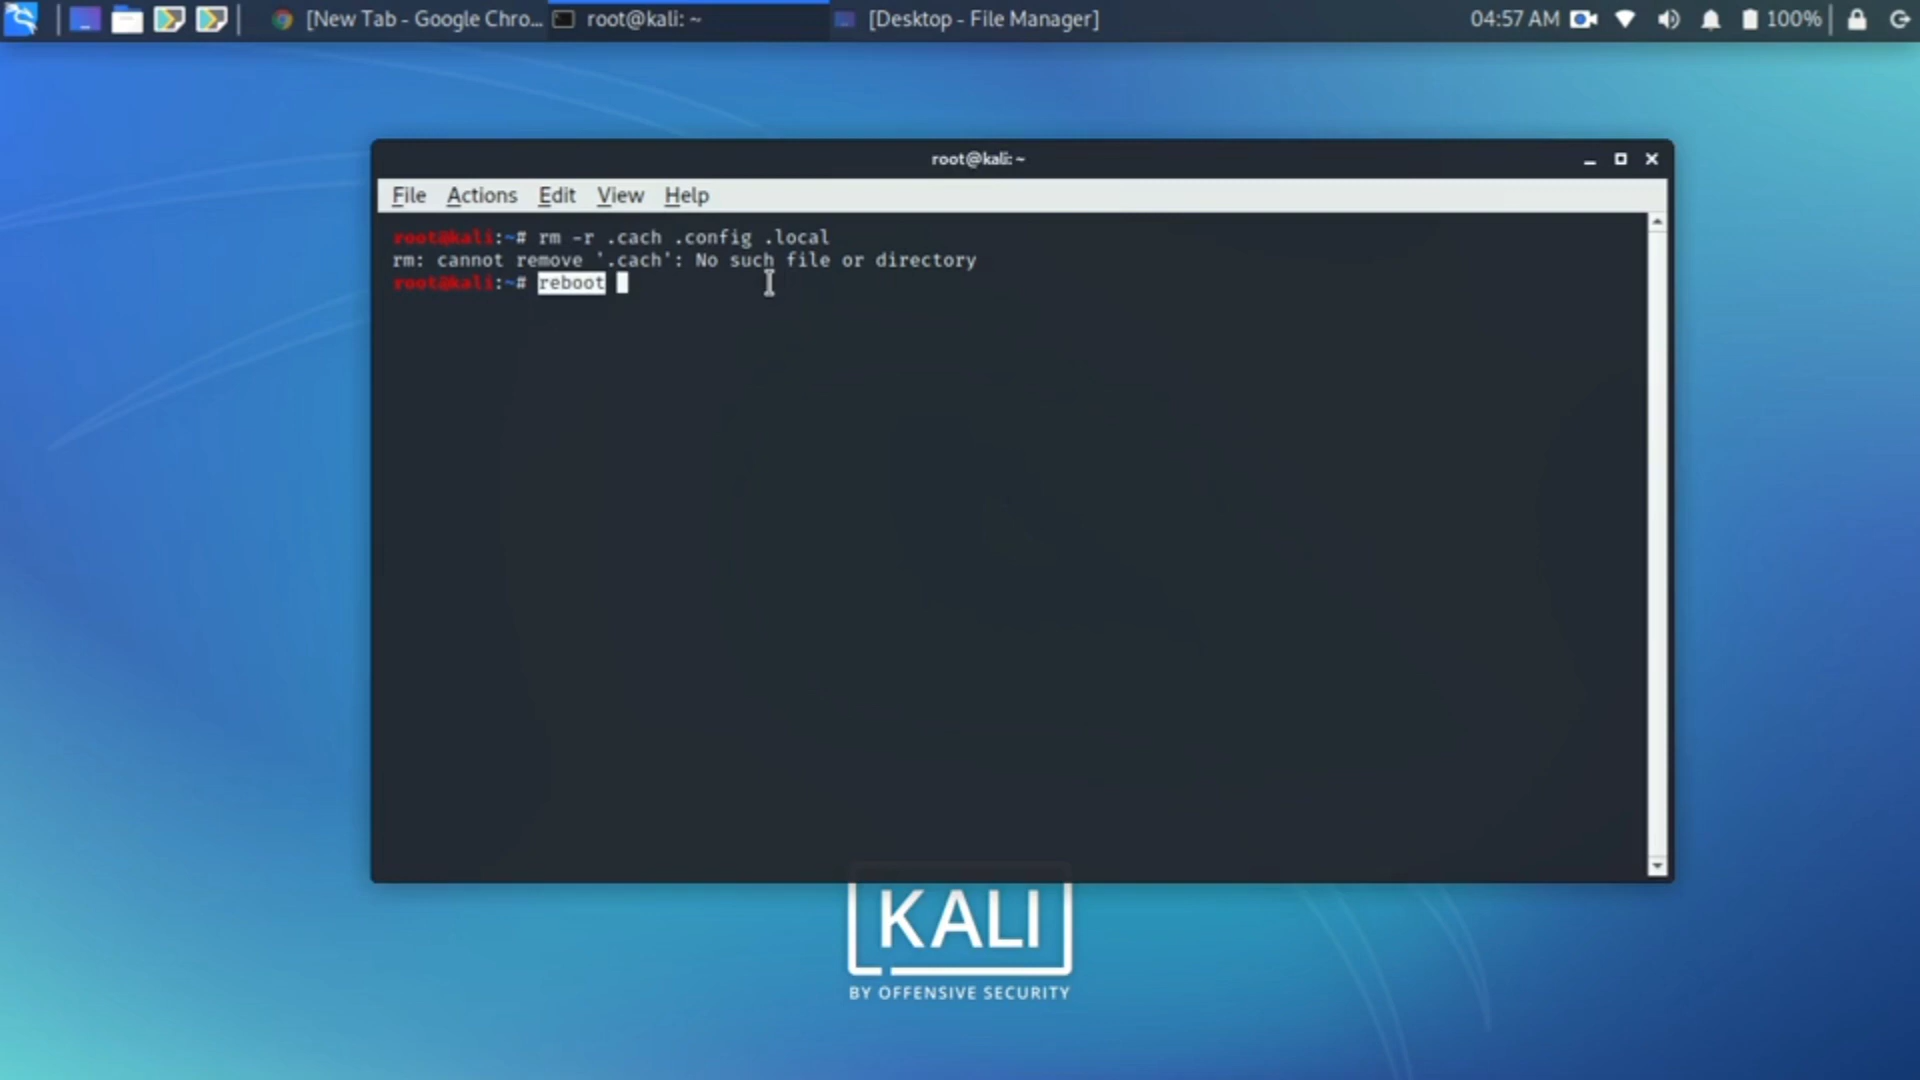 [New Tab - Google Chro...
root@kali: ~
[Desktop - File Manager]
04:57 AM
100%
root@kali: ~
File Actions Edit View Help
root@kali:~# rm -r .cach .config .local
rm: cannot remove '.cach': No such file or directory
root@kali:~# reboot
KALI
BY OFFENSIVE SECURITY